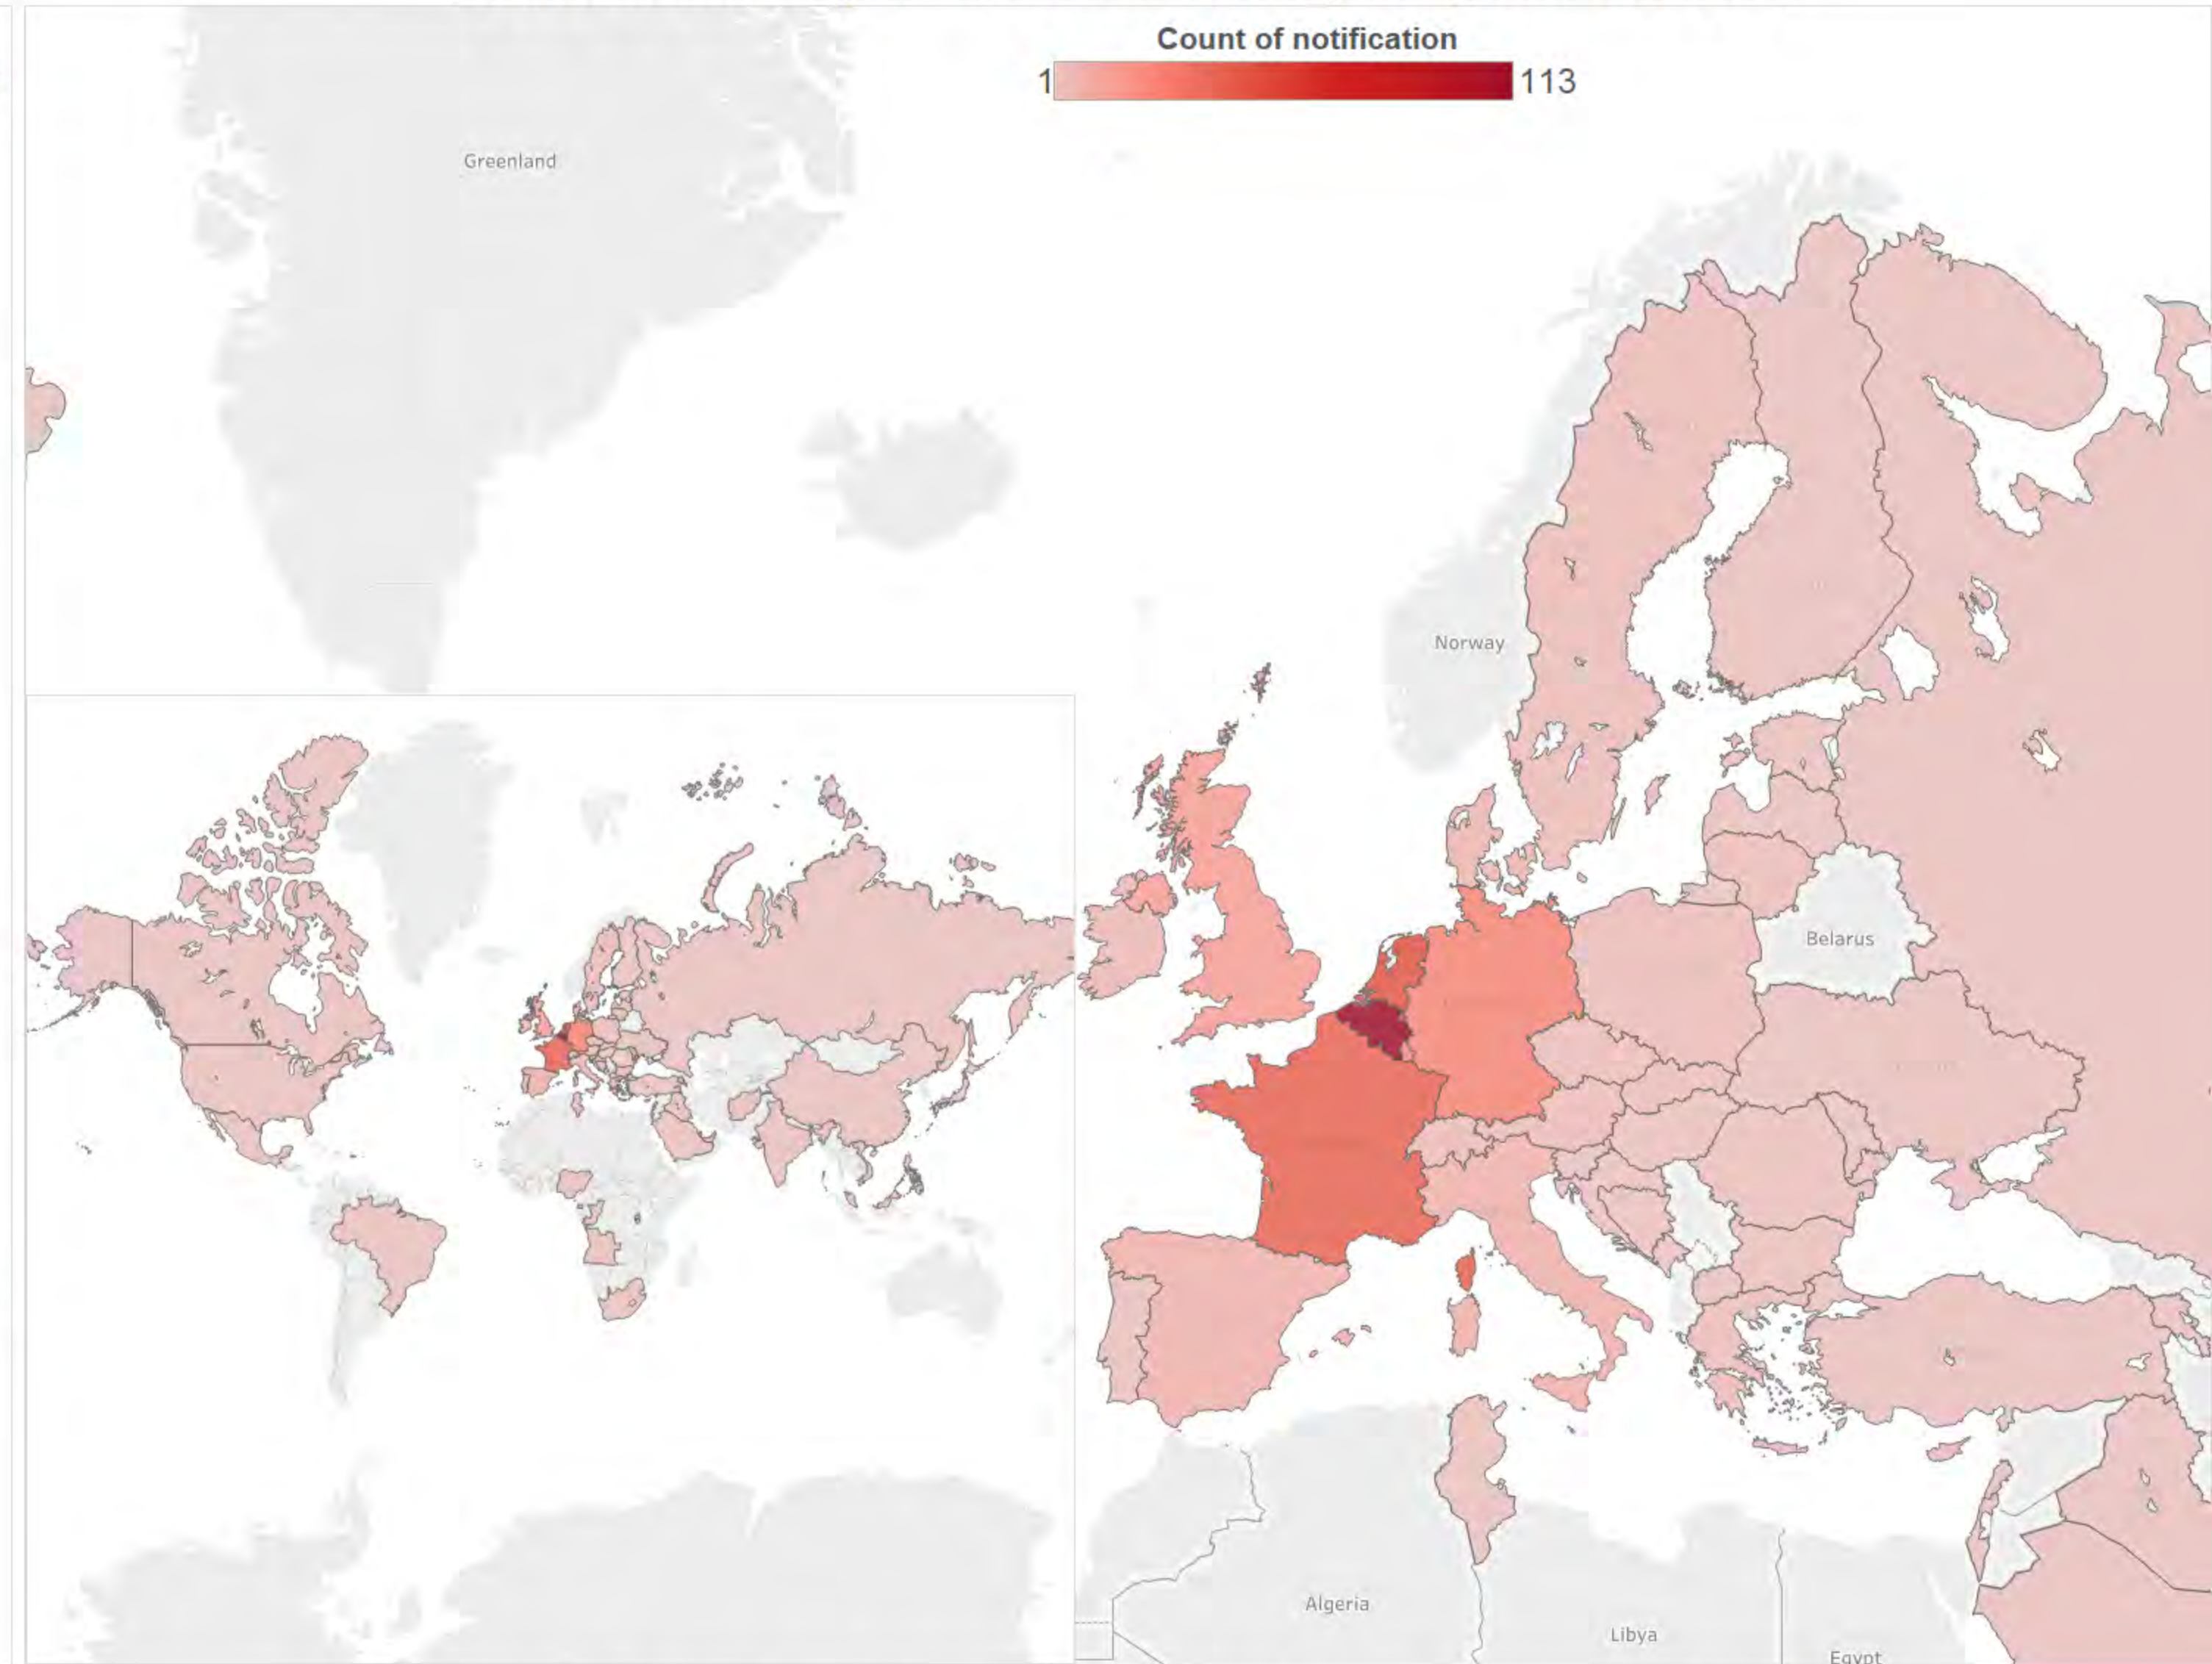 Count of notification
1 113
Greenland
Norway
Belarus
Algeria
Libya
Egypt